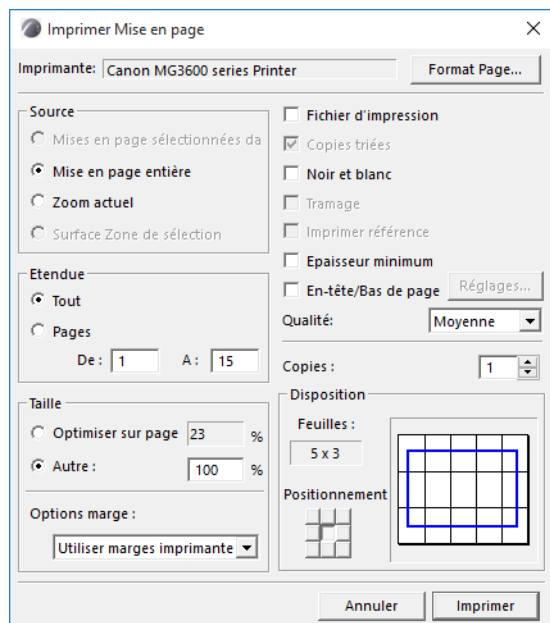 Imprimer Mise en page
Imprimante: Canon MG3600 series Printer Format Page...
Source
Mises en page sélectionnées da
Mise en page entière
Zoom actuel
Surface Zone de sélection
Fichier d'impression
Copies triées
Noir et blanc
Tramage
Imprimer référence
Epaisseur minimum
En-tête/Bas de page Réglages...
Qualité: Moyenne
Etendue
Tout
Pages
De : 1 A : 15
Copies : 1
Taille
Optimiser sur page 23 %
Autre : 100 %
Options marge :
Utiliser marges imprimante
Disposition
Feuilles :
5 x 3
Positionnement
Annuler Imprimer